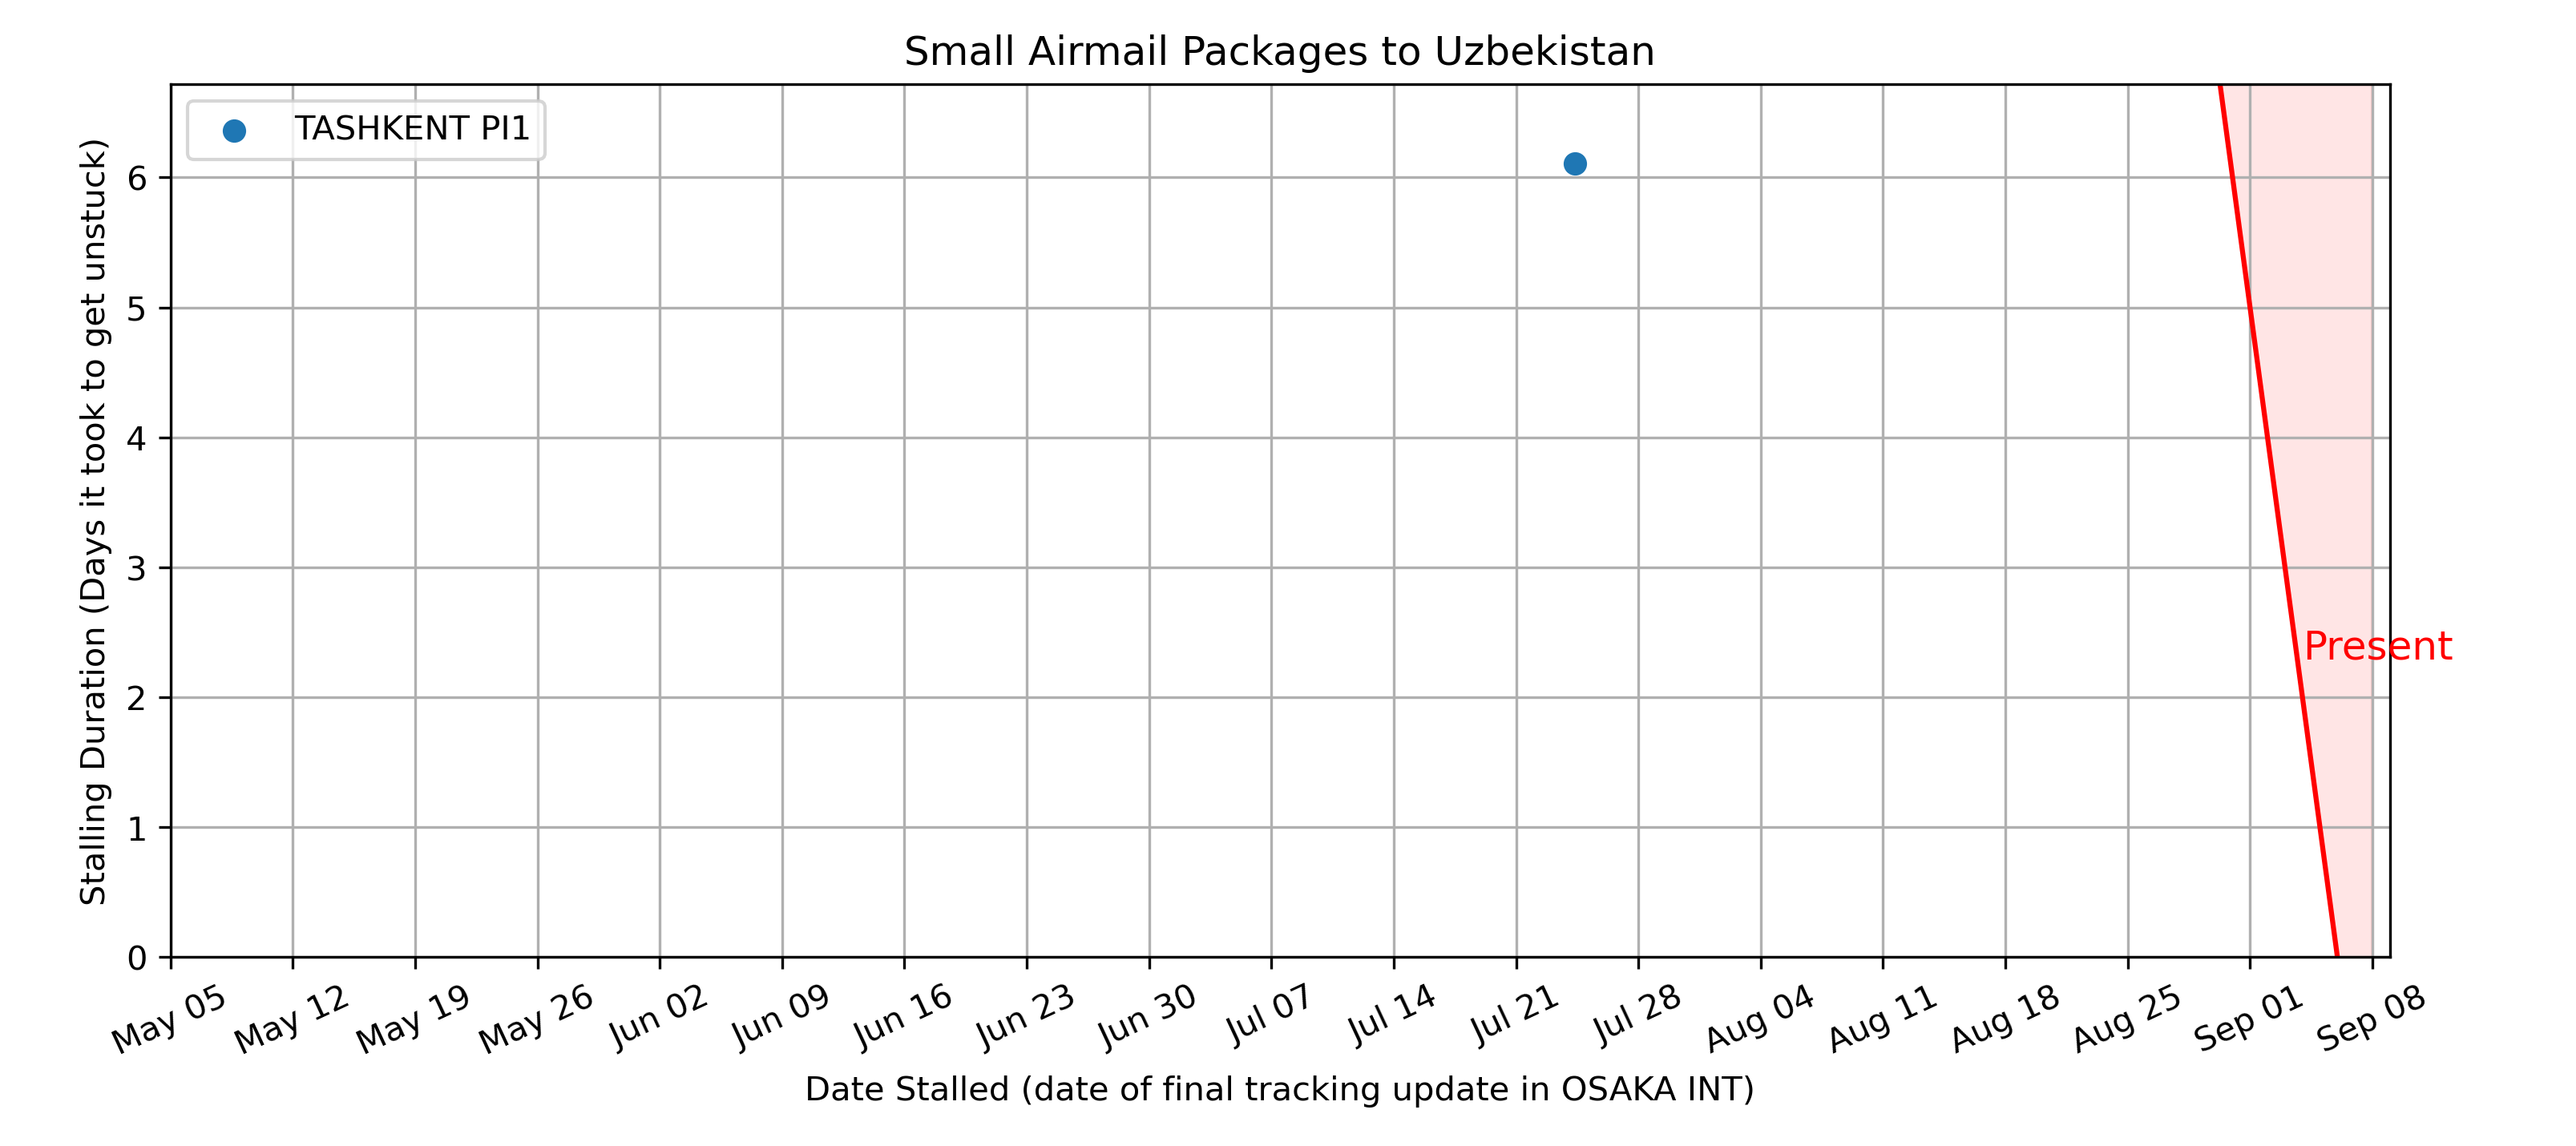 Small Airmail Packages to Uzbekistan
TASHKENT PI1
Stalling Duration (Days it took to get unstuck)
6
5
4
3
2
1
0
Present
May 05
May 12
May 19
May 26
Jun 02
Jun 09
Jun 16
Jun 23
Jun 30
Jul 07
Jul 14
Jul 21
Jul 28
Aug 04
Aug 11
Aug 18
Aug 25
Sep 01
Sep 08
Date Stalled (date of final tracking update in OSAKA INT)